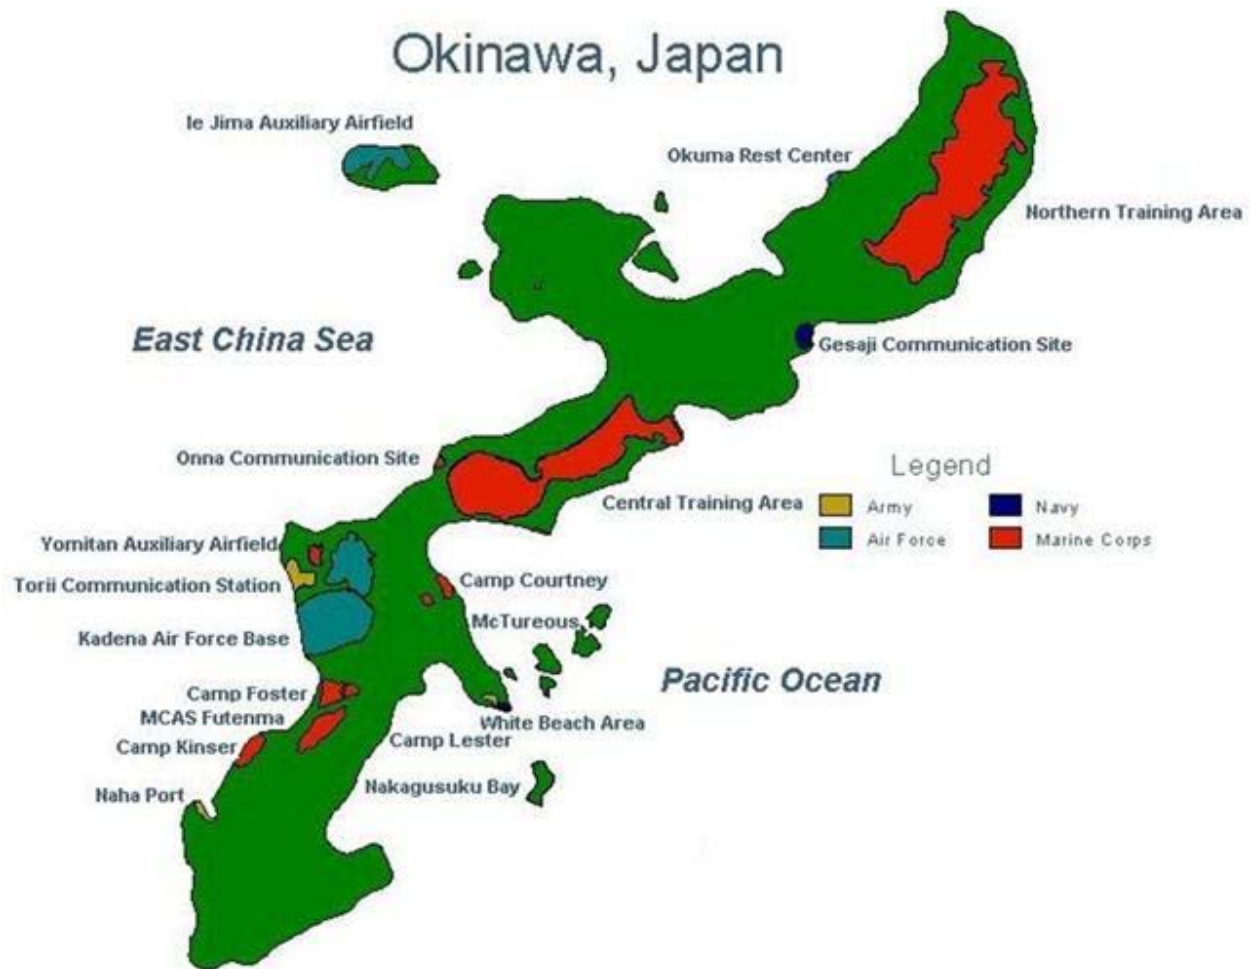 Okinawa, Japan
Ie Jima Auxiliary Airfield
Okuma Rest Center
Northern Training Area
East China Sea
Gesaji Communication Site
Onna Communication Site
Legend
Central Training Area
Army
Navy
Air Force
Marine Corps
Yomitan Auxiliary Airfield
Torii Communication Station
Camp Courtney
McTureous
Kadena Air Force Base
Pacific Ocean
Camp Foster
MCAS Futenma
White Beach Area
Camp Kinser
Camp Lester
Nakagusuku Bay
Naha Port